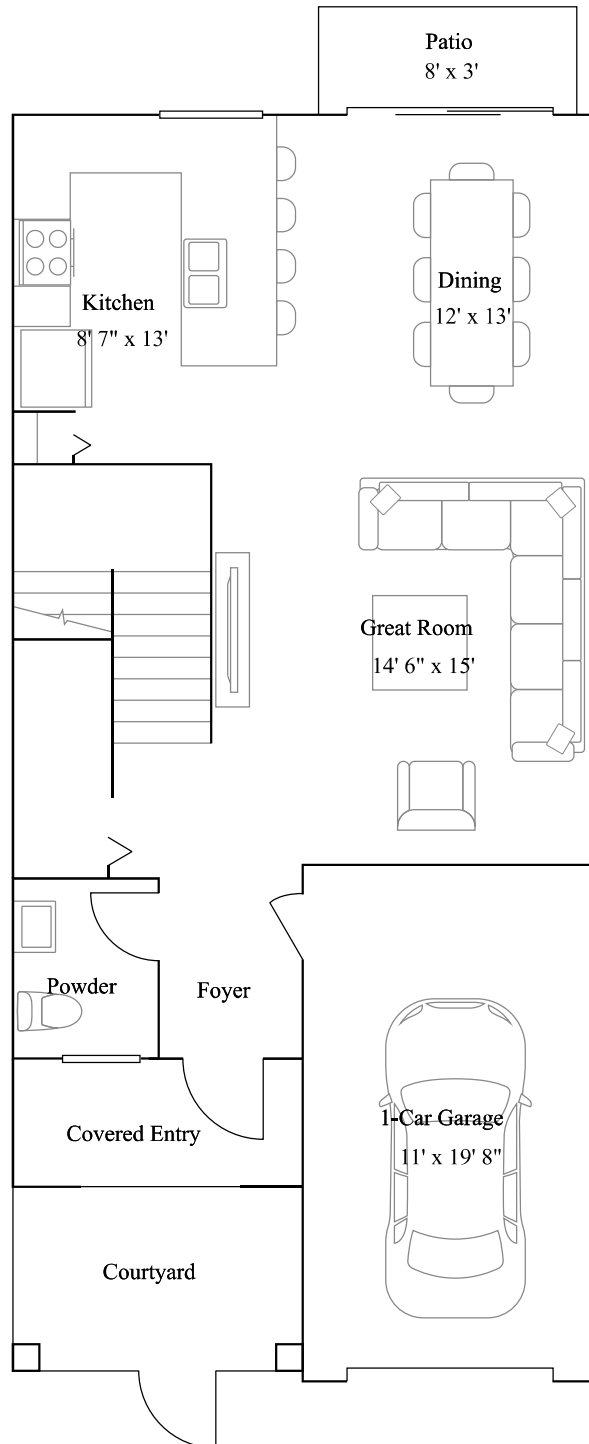 Patio
8' x 3'
Kitchen
8' 7" x 13'
Dining
12' x 13'
Great Room
14' 6" x 15'
Powder
Foyer
Covered Entry
1-Car Garage
11' x 19' 8"
Courtyard